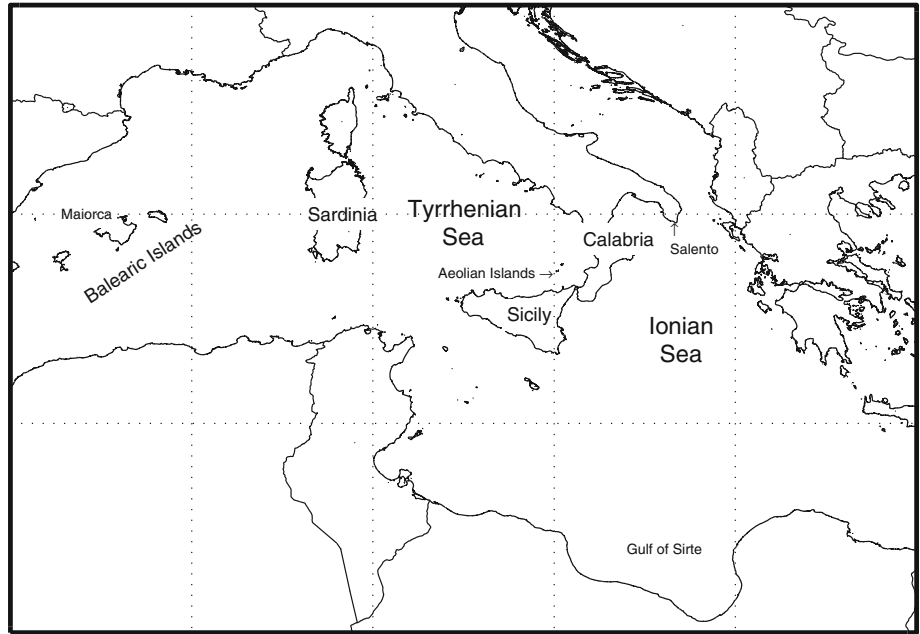 Maiorca
Balearic Islands
Sardinia
Tyrrhenian
Sea
Calabria
Salento
Aeolian Islands →
Sicily
Ionian
Sea
Gulf of Sirte